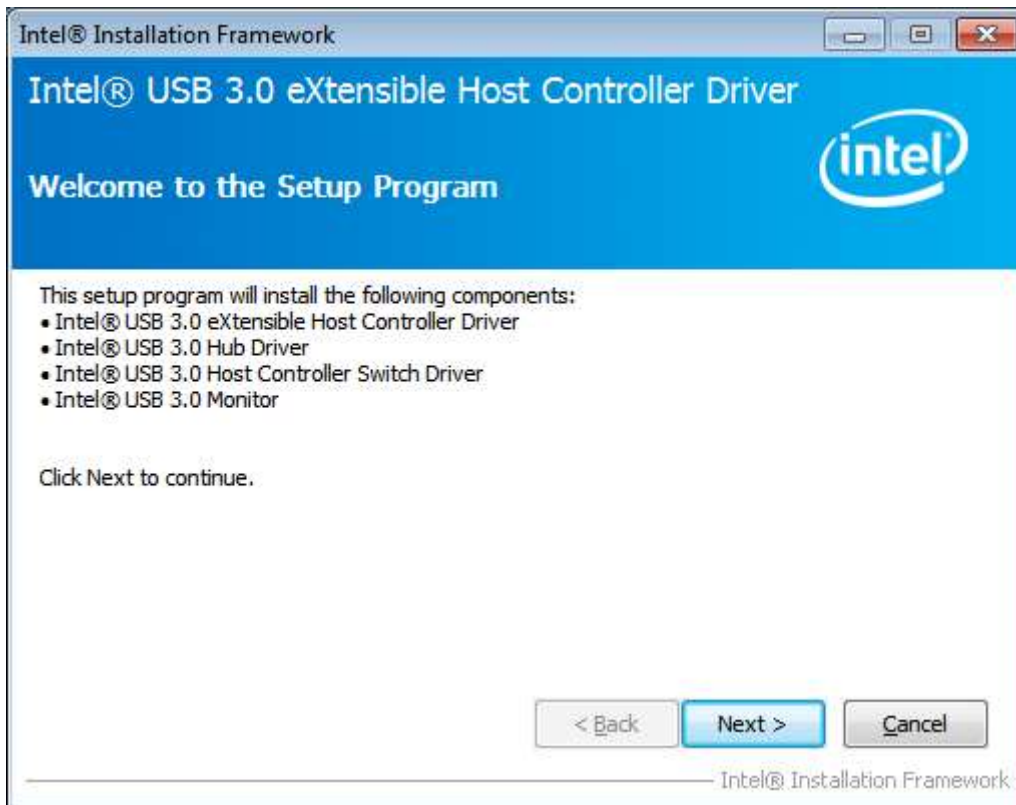 Intel® Installation Framework
Intel® USB 3.0 eXtensible Host Controller Driver
intel®
Welcome to the Setup Program
This setup program will install the following components:
• Intel® USB 3.0 eXtensible Host Controller Driver
• Intel® USB 3.0 Hub Driver
• Intel® USB 3.0 Host Controller Switch Driver
• Intel® USB 3.0 Monitor
Click Next to continue.
< Back Next > Cancel
Intel® Installation Framework